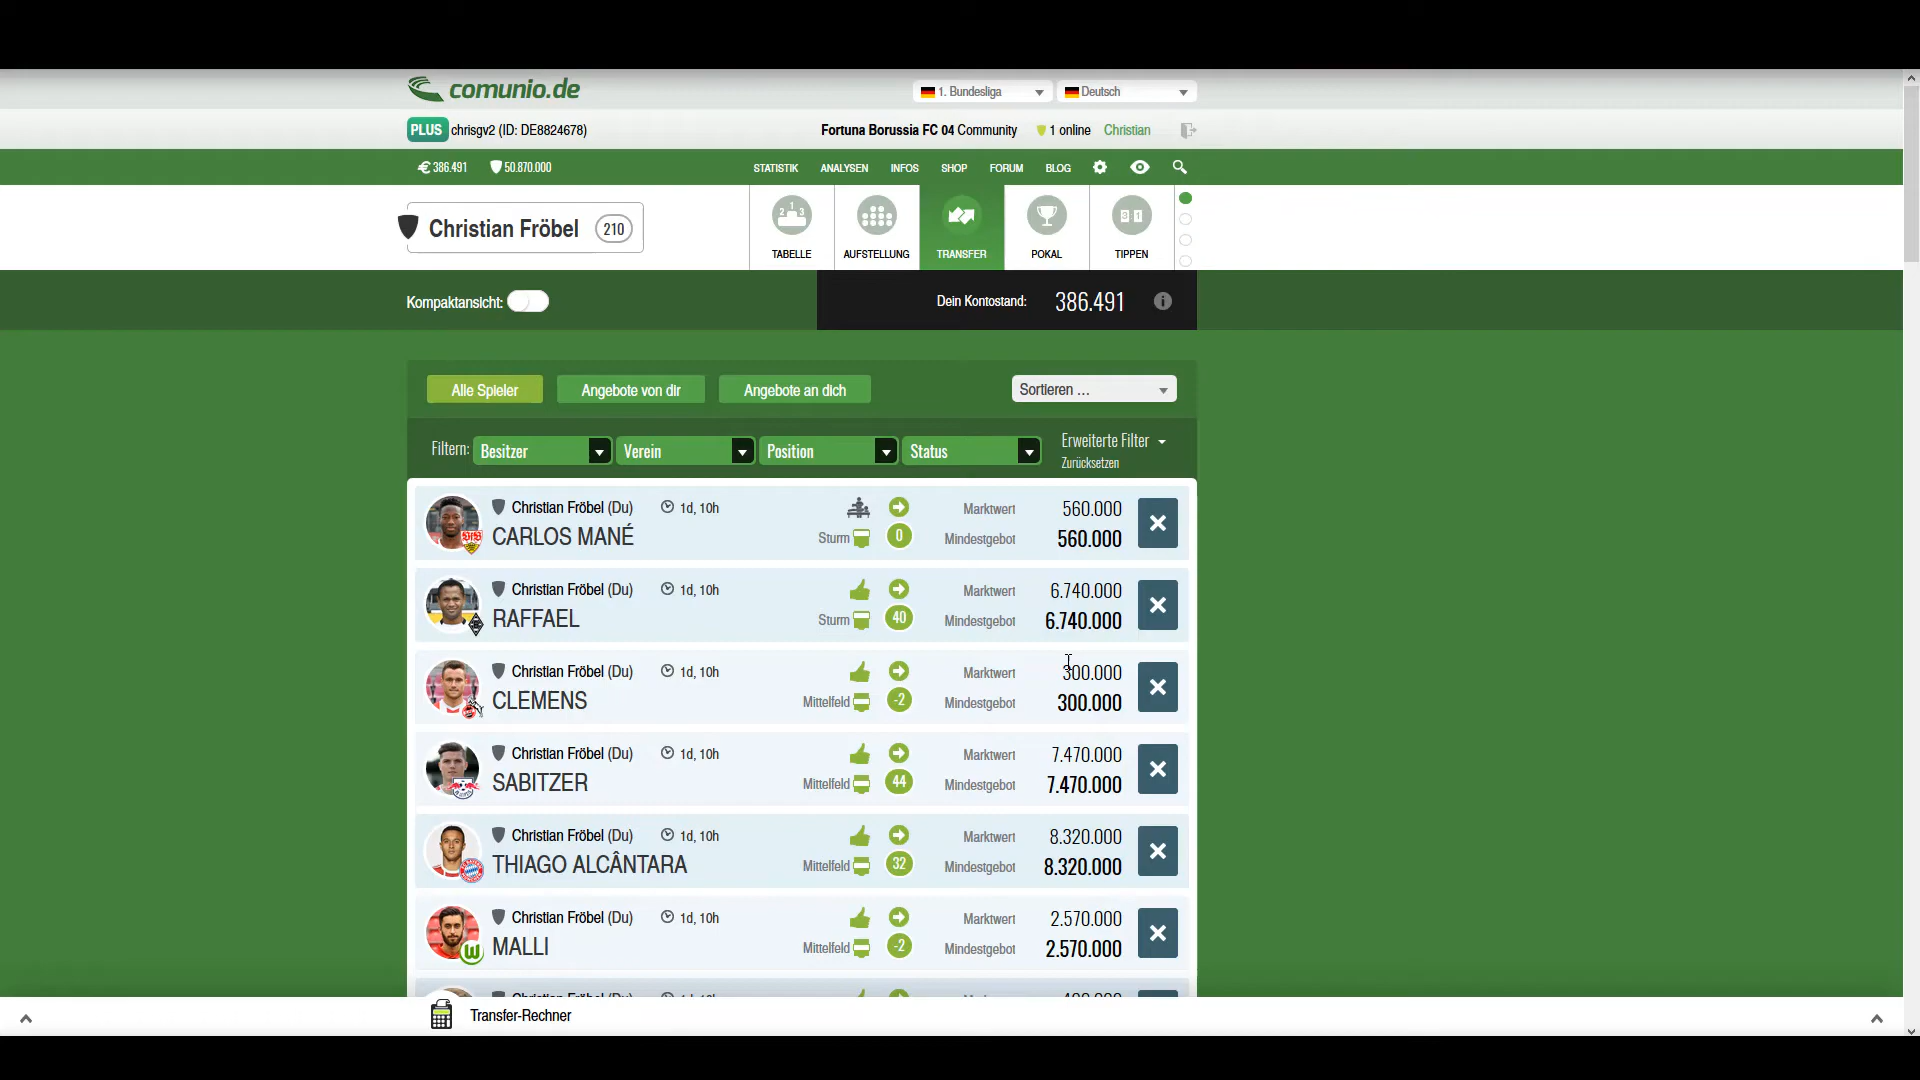 comunio.de
1. Bundesliga
Deutsch
PLUS chrisgv2 (ID: DE8824678)
Fortuna Borussia FC 04 Community
1 online
Christian
386.491
50.870.000
STATISTIK
ANALYSEN
INFOS
SHOP
FORUM
BLOG
Christian Fröbel 210
TABELLE
AUFSTELLUNG
TRANSFER
POKAL
TIPPEN
Kompaktansicht:
Dein Kontostand: 386.491
Alle Spieler
Angebote von dir
Angebote an dich
Sortieren ...
Filtern:
Besitzer
Verein
Position
Status
Erweiterte Filter
Zurücksetzen
Christian Fröbel (Du) 1d, 10h Marktwert 560.000
CARLOS MANÉ Sturm 0 Mindestgebot 560.000
Christian Fröbel (Du) 1d, 10h Marktwert 6.740.000
RAFFAEL Sturm 40 Mindestgebot 6.740.000
Christian Fröbel (Du) 1d, 10h Marktwert 300.000
CLEMENS Mittelfeld -2 Mindestgebot 300.000
Christian Fröbel (Du) 1d, 10h Marktwert 7.470.000
SABITZER Mittelfeld 44 Mindestgebot 7.470.000
Christian Fröbel (Du) 1d, 10h Marktwert 8.320.000
THIAGO ALCÂNTARA Mittelfeld 32 Mindestgebot 8.320.000
Christian Fröbel (Du) 1d, 10h Marktwert 2.570.000
MALLI Mittelfeld -2 Mindestgebot 2.570.000
Transfer-Rechner